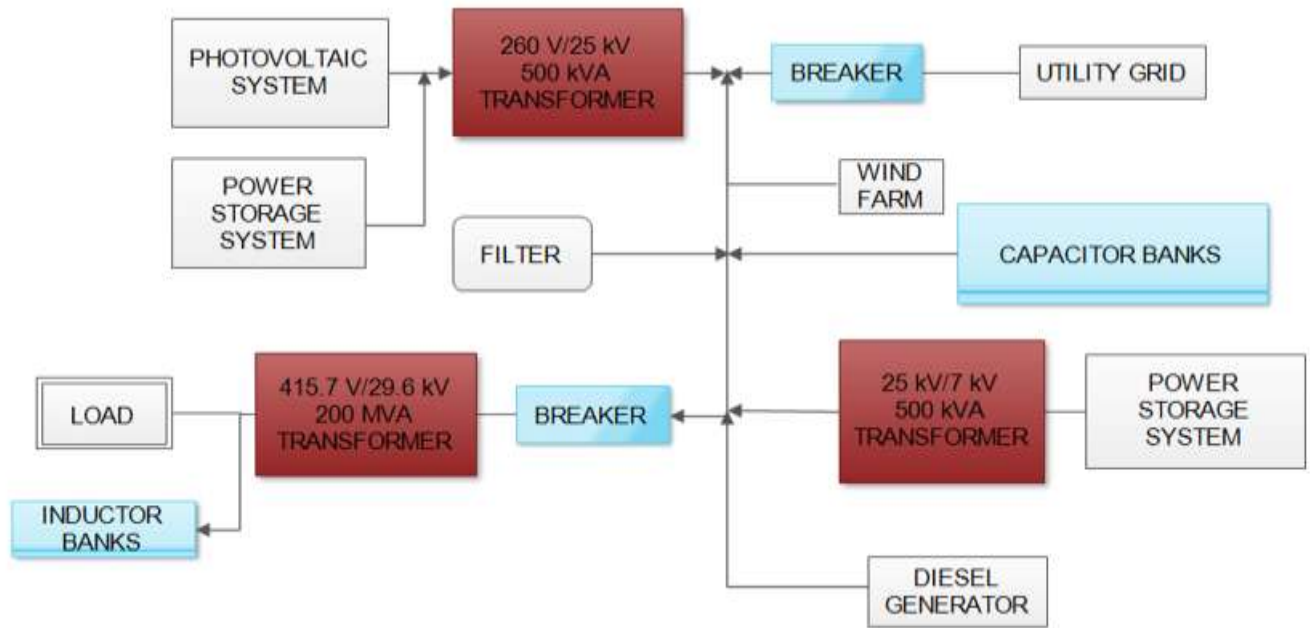 PHOTOVOLTAIC
SYSTEM
260 V/25 kV
500 kVA
TRANSFORMER
BREAKER
UTILITY GRID
POWER
STORAGE
SYSTEM
WIND
FARM
FILTER
CAPACITOR BANKS
LOAD
415.7 V/29.6 kV
200 MVA
TRANSFORMER
BREAKER
25 kV/7 kV
500 kVA
TRANSFORMER
POWER
STORAGE
SYSTEM
INDUCTOR
BANKS
DIESEL
GENERATOR